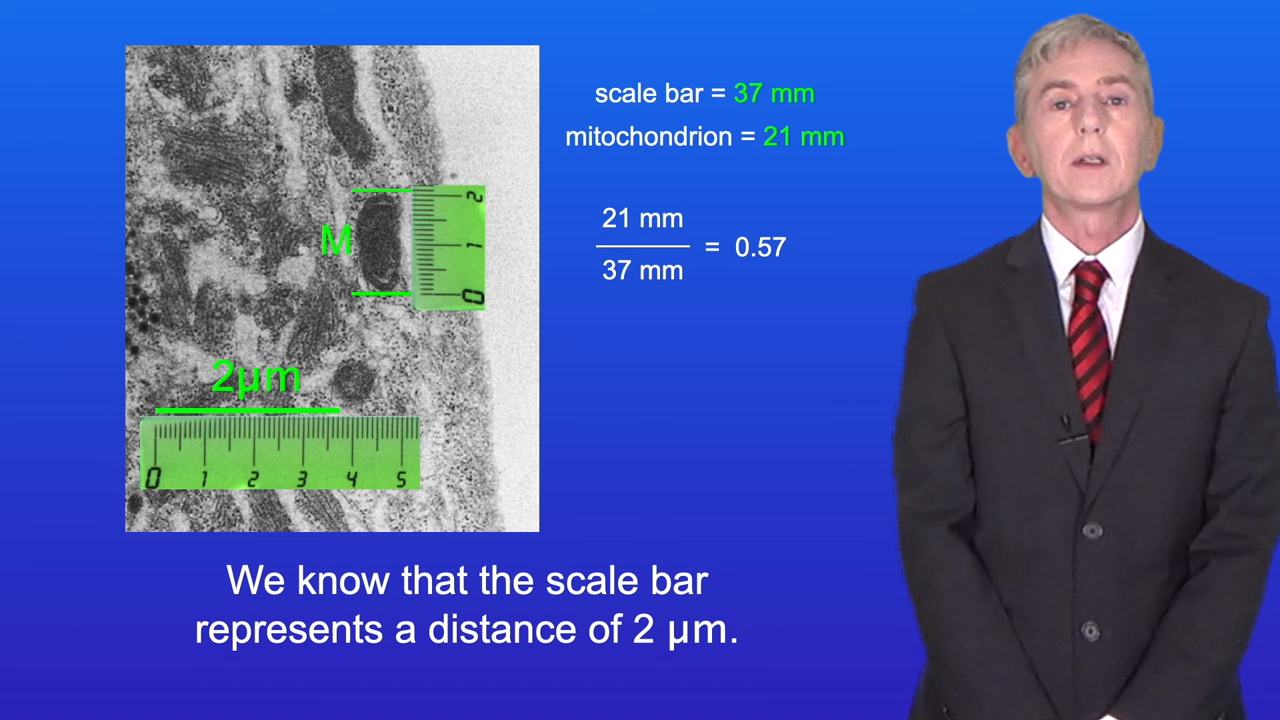 scale bar = 37 mm
mitochondrion = 21 mm
21 mm
37 mm
= 0.57
M
2
1
0
2μm
0 1 2 3 4 5
We know that the scale bar
represents a distance of 2 μm.